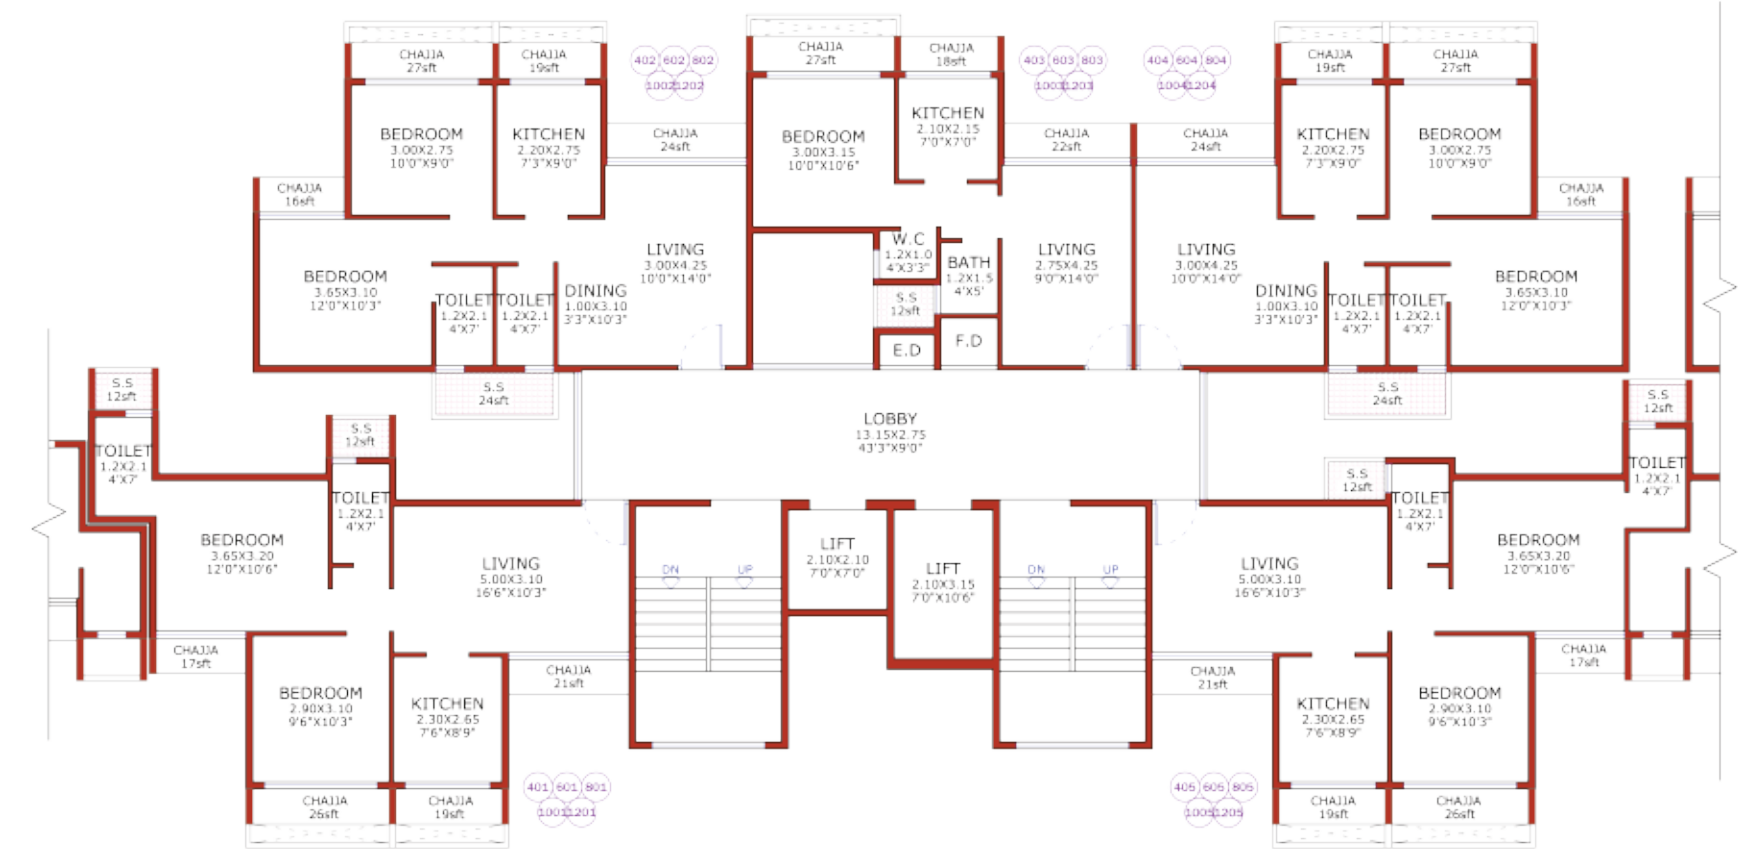 CHAJJA
27sft
CHAJJA
19sft
402 602 802
1002 1202
CHAJJA
27sft
CHAJJA
18sft
403 603 803
1003 1203
404 604 804
1004 1204
CHAJJA
19sft
CHAJJA
27sft
BEDROOM
3.00X2.75
10'0"X9'0"
KITCHEN
2.20X2.75
7'3"X9'0"
CHAJJA
24sft
BEDROOM
3.00X3.15
10'0"X10'6"
KITCHEN
2.10X2.15
7'0"X7'0"
CHAJJA
22sft
CHAJJA
24sft
KITCHEN
2.20X2.75
7'3"X9'0"
BEDROOM
3.00X2.75
10'0"X9'0"
CHAJJA
16sft
CHAJJA
16sft
BEDROOM
3.65X3.10
12'0"X10'3"
TOILET
1.2X2.1
4'X7'
TOILET
1.2X2.1
4'X7'
DINING
1.00X3.10
3'3"X10'3"
LIVING
3.00X4.25
10'0"X14'0"
W.C
1.2X1.0
4'X3'3"
BATH
1.2X1.5
4'X5'
S.S
12sft
E.D
F.D
LIVING
2.75X4.25
9'0"X14'0"
LIVING
3.00X4.25
10'0"X14'0"
DINING
1.00X3.10
3'3"X10'3"
TOILET
1.2X2.1
4'X7'
TOILET
1.2X2.1
4'X7'
BEDROOM
3.65X3.10
12'0"X10'3"
S.S
12sft
S.S
24sft
S.S
24sft
S.S
12sft
TOILET
1.2X2.1
4'X7'
S.S
12sft
LOBBY
13.15X2.75
43'3"X9'0"
S.S
12sft
TOILET
1.2X2.1
4'X7'
BEDROOM
3.65X3.20
12'0"X10'6"
TOILET
1.2X2.1
4'X7'
LIVING
5.00X3.10
16'6"X10'3"
DN
UP
LIFT
2.10X2.10
7'0"X7'0"
LIFT
2.10X3.15
7'0"X10'6"
DN
UP
LIVING
5.00X3.10
16'6"X10'3"
TOILET
1.2X2.1
4'X7'
BEDROOM
3.65X3.20
12'0"X10'6"
CHAJJA
17sft
CHAJJA
21sft
CHAJJA
21sft
CHAJJA
17sft
BEDROOM
2.90X3.10
9'6"X10'3"
KITCHEN
2.30X2.65
7'6"X8'9"
KITCHEN
2.30X2.65
7'6"X8'9"
BEDROOM
2.90X3.10
9'6"X10'3"
CHAJJA
26sft
CHAJJA
19sft
401 601 801
1001 1201
405 605 805
1005 1205
CHAJJA
19sft
CHAJJA
26sft